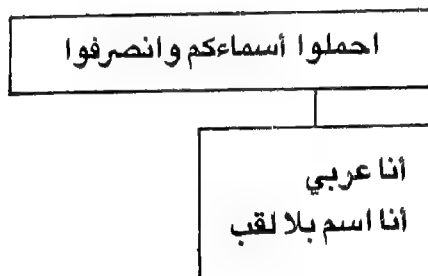 احملوا أسماءكم وانصرفوا
أنا عربي
أنا اسم بلا لقب